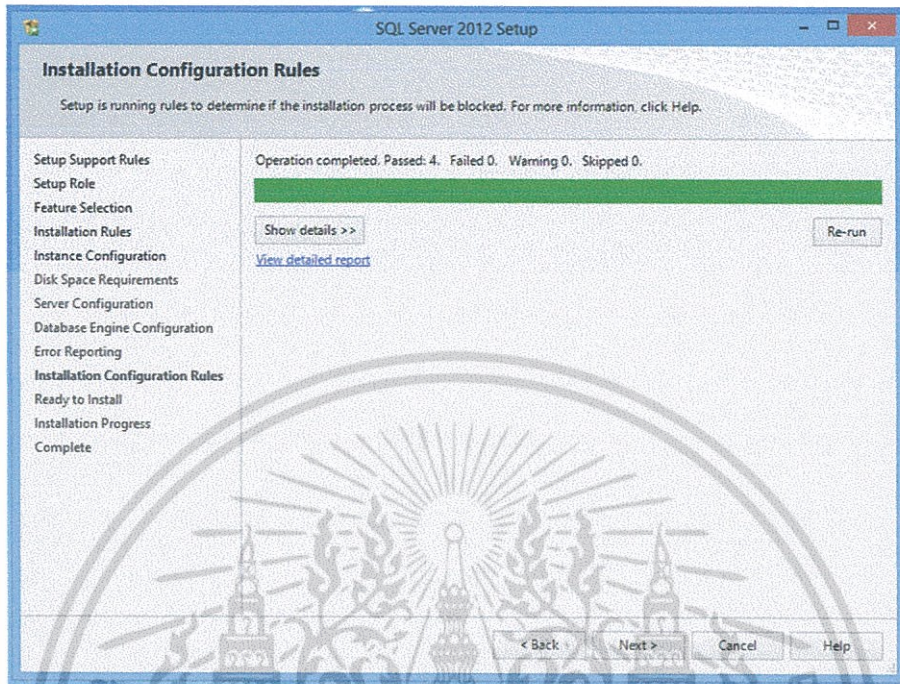 SQL Server 2012 Setup
Installation Configuration Rules
Setup is running rules to determine if the installation process will be blocked. For more information, click Help.
Setup Support Rules
Setup Role
Feature Selection
Installation Rules
Instance Configuration
Disk Space Requirements
Server Configuration
Database Engine Configuration
Error Reporting
Installation Configuration Rules
Ready to Install
Installation Progress
Complete
Operation completed. Passed: 4. Failed 0. Warning 0. Skipped 0.
Show details >>
Re-run
View detailed report
< Back
Next >
Cancel
Help